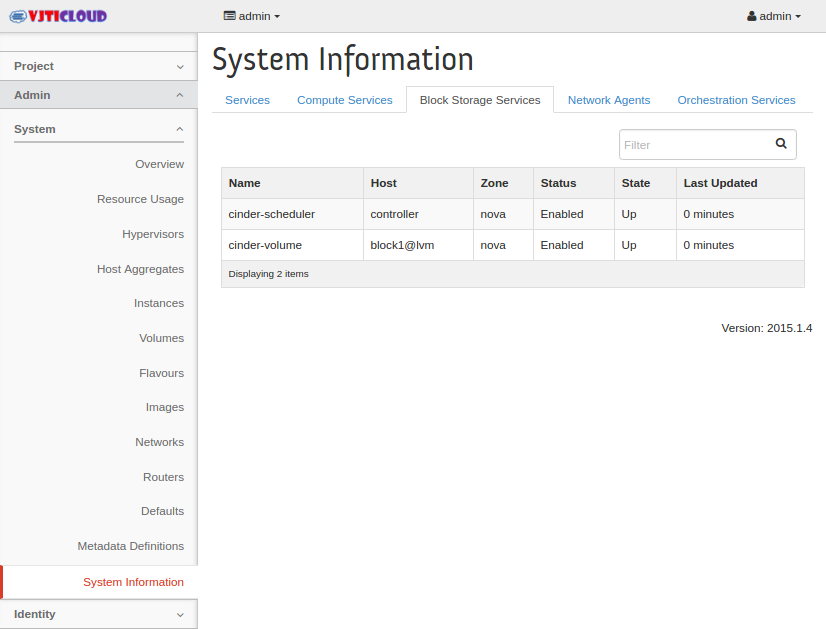 VJTICLOUD admin admin
Project
Admin
System
Overview
Resource Usage
Hypervisors
Host Aggregates
Instances
Volumes
Flavours
Images
Networks
Routers
Defaults
Metadata Definitions
System Information
Identity
System Information
Services Compute Services Block Storage Services Network Agents Orchestration Services
Filter
Name Host Zone Status State Last Updated
cinder-scheduler controller nova Enabled Up 0 minutes
cinder-volume block1@lvm nova Enabled Up 0 minutes
Displaying 2 items
Version: 2015.1.4